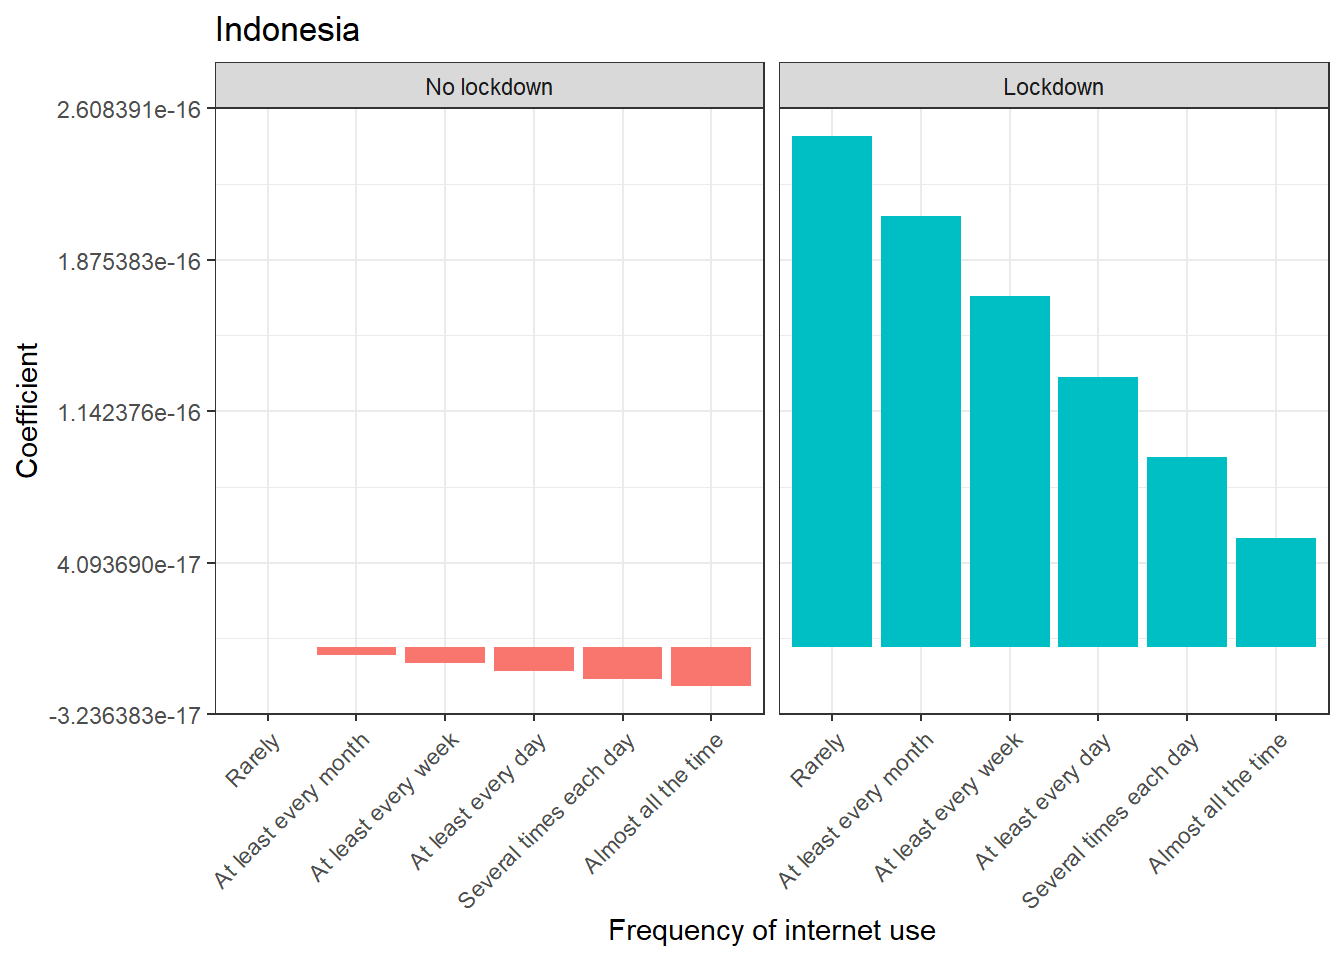 Indonesia
No lockdown
Lockdown
Coefficient
2.608391e-16
1.875383e-16
1.142376e-16
4.093690e-17
-3.236383e-17
Rarely
At least every month
At least every week
At least every day
Several times each day
Almost all the time
Rarely
At least every month
At least every week
At least every day
Several times each day
Almost all the time
Frequency of internet use